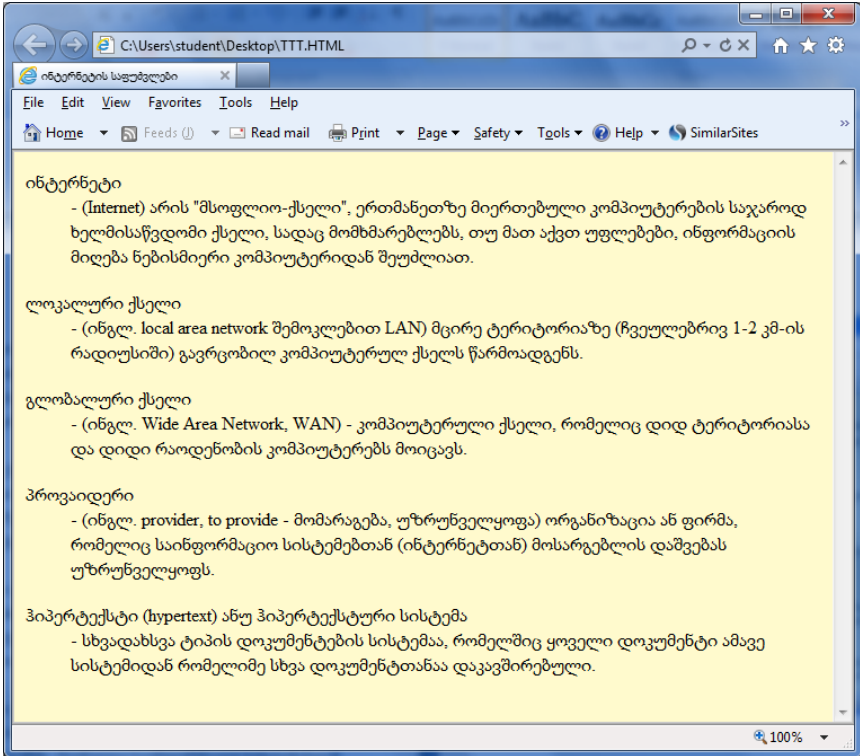 C:\Users\student\Desktop\TTT.HTML
ინტერნეტის საფუძვლები
File Edit View Favorites Tools Help
Home Feeds (J) Read mail Print Page Safety Tools Help SimilarSites
ინტერნეტი
- (Internet) არის "მსოფლიო-ქსელი", ერთმანეთზე მიერთებული კომპიუტერების საჯაროდ
ხელმისაწვდომი ქსელი, სადაც მომხმარებლებს, თუ მათ აქვთ უფლებები, ინფორმაციის
მიღება ნებისმიერი კომპიუტერიდან შეუძლიათ.
ლოკალური ქსელი
- (ინგლ. local area network შემოკლებით LAN) მცირე ტერიტორიაზე (ჩვეულებრივ 1-2 კმ-ის
რადიუსიში) გავრცობილ კომპიუტერულ ქსელს წარმოადგენს.
გლობალური ქსელი
- (ინგლ. Wide Area Network, WAN) - კომპიუტერული ქსელი, რომელიც დიდ ტერიტორიასა
და დიდი რაოდენობის კომპიუტერებს მოიცავს.
პროვაიდერი
- (ინგლ. provider, to provide - მომარაგება, უზრუნველყოფა) ორგანიზაცია ან ფირმა,
რომელიც საინფორმაციო სისტემებთან (ინტერნეტთან) მოსარგებლის დაშვებას
უზრუნველყოფს.
ჰიპერტექსტი (hypertext) ანუ ჰიპერტექსტური სისტემა
- სხვადახსვა ტიპის დოკუმენტების სისტემაა, რომელშიც ყოველი დოკუმენტი ამავე
სისტემიდან რომელიმე სხვა დოკუმენტთანაა დაკავშირებული.
100%